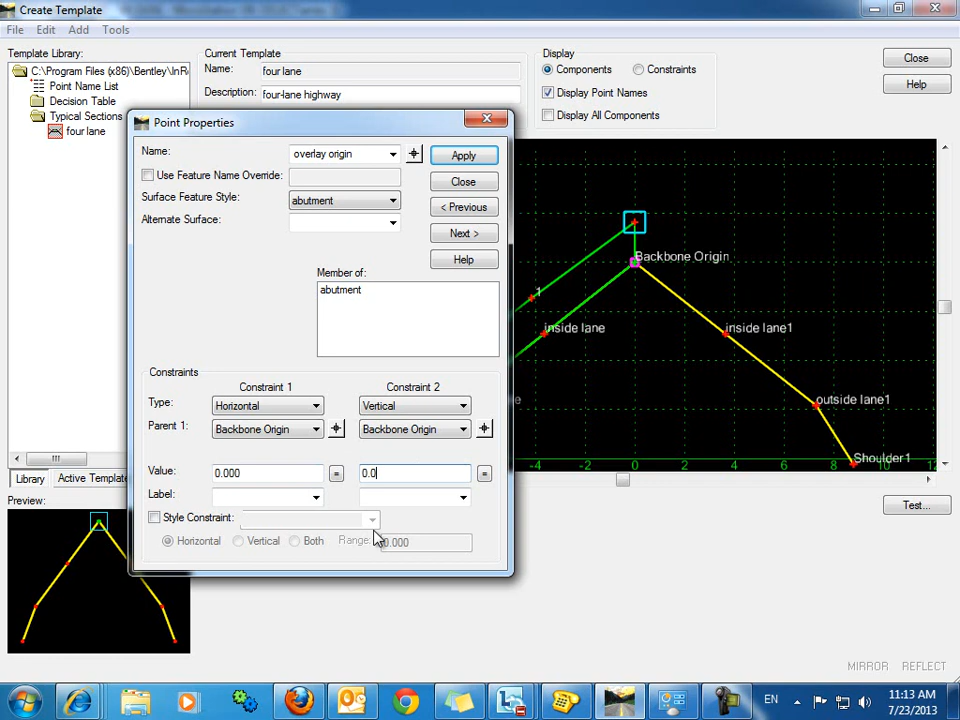 Create Template
File Edit Add Tools
Template Library:
C:\Program Files (x86)\Bentley\InRo
Point Name List
Decision Table
Typical Sections
four lane
Current Template
Name: four lane
Description: four-lane highway
Display
Components Constraints
Display Point Names
Display All Components
Close
Help
Point Properties
Name: overlay origin Apply
Use Feature Name Override: Close
Surface Feature Style: abutment < Previous
Alternate Surface: Next >
Help
Member of:
abutment
Constraints
Constraint 1 Constraint 2
Type: Horizontal Vertical
Parent 1: Backbone Origin Backbone Origin
Value: 0.000 = 0.0 =
Label:
Style Constraint:
Horizontal Vertical Both Range: 0.000
Backbone Origin
1
inside lane inside lane1
outside lane1
Shoulder1
-4 -2 0 2 4 6 8 10 12
Library Active Template
Preview:
Test...
MIRROR REFLECT
EN
11:13 AM
7/23/2013